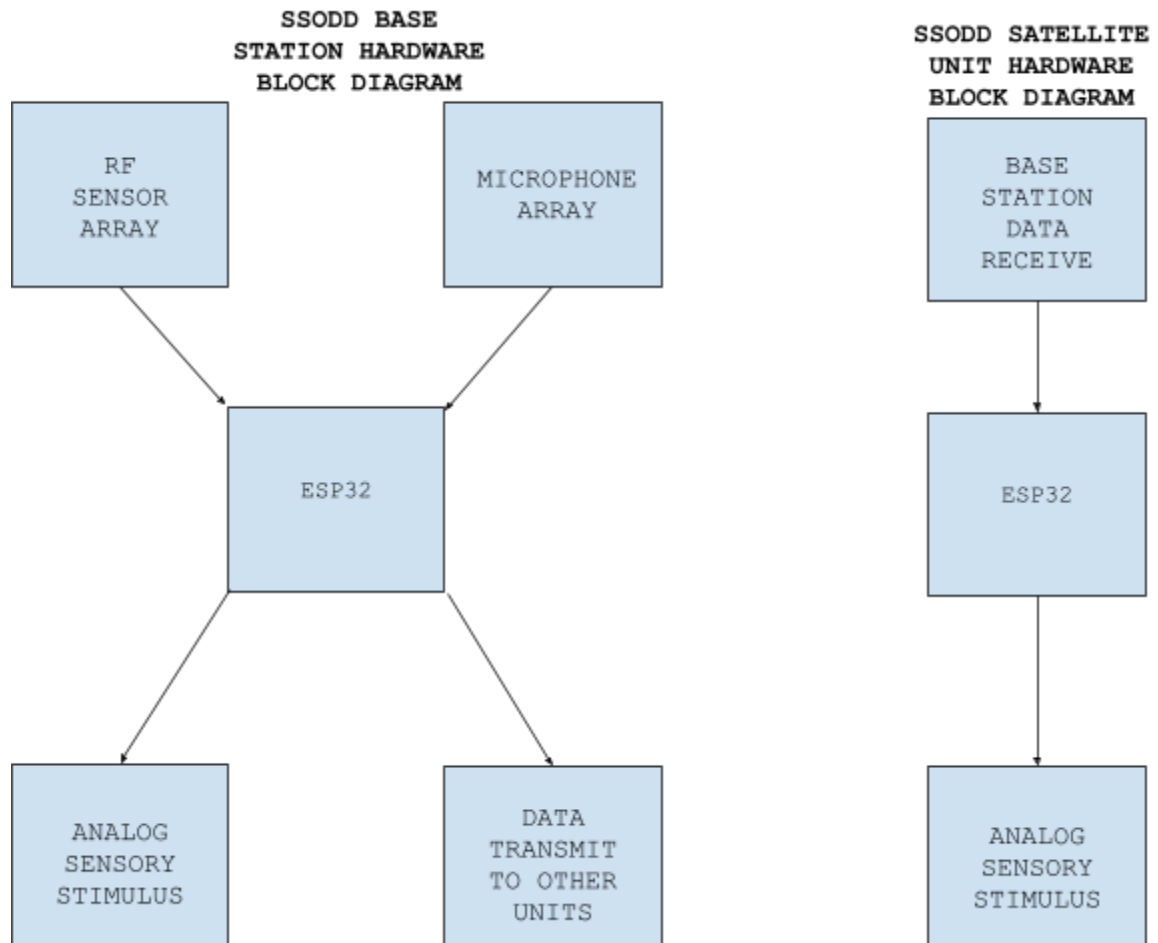 SSODD BASE
STATION HARDWARE
BLOCK DIAGRAM
RF
SENSOR
ARRAY
MICROPHONE
ARRAY
ESP32
ANALOG
SENSORY
STIMULUS
DATA
TRANSMIT
TO OTHER
UNITS
SSODD SATELLITE
UNIT HARDWARE
BLOCK DIAGRAM
BASE
STATION
DATA
RECEIVE
ESP32
ANALOG
SENSORY
STIMULUS